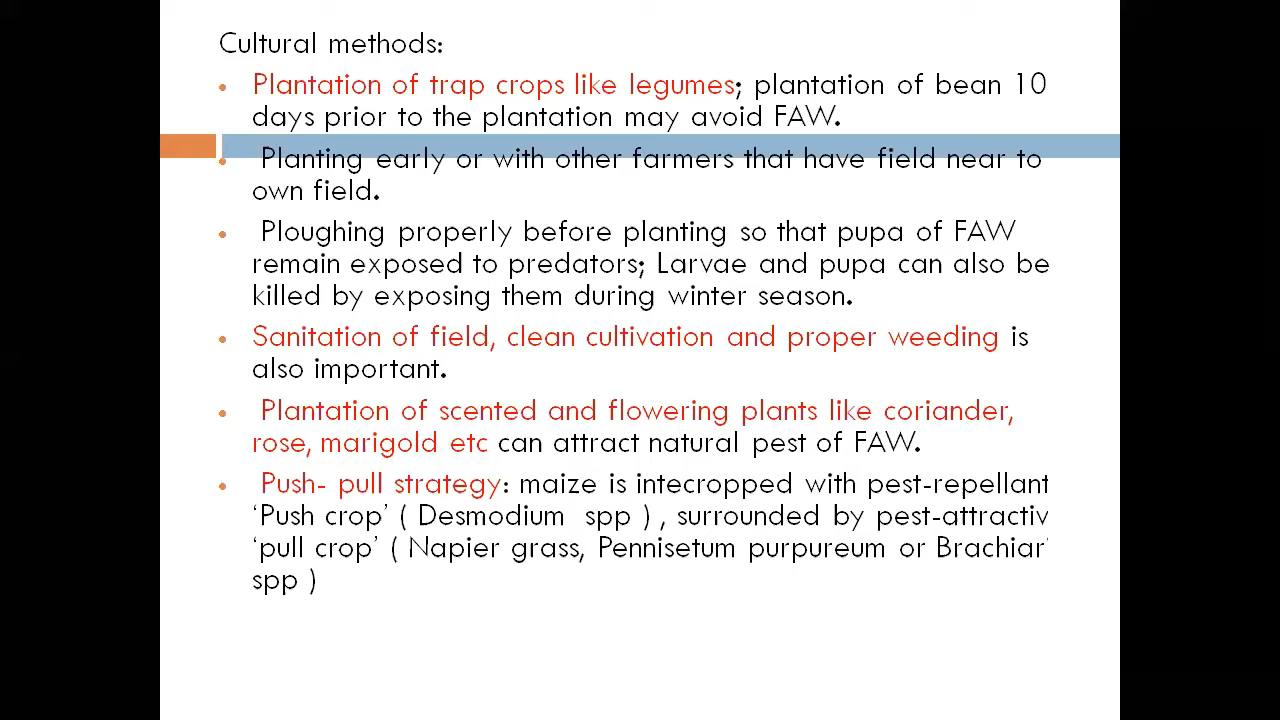 Cultural methods:
• Plantation of trap crops like legumes; plantation of bean 10
days prior to the plantation may avoid FAW.
• Planting early or with other farmers that have field near to
own field.
• Ploughing properly before planting so that pupa of FAW
remain exposed to predators; Larvae and pupa can also be
killed by exposing them during winter season.
• Sanitation of field, clean cultivation and proper weeding is
also important.
• Plantation of scented and flowering plants like coriander,
rose, marigold etc can attract natural pest of FAW.
• Push- pull strategy: maize is intecropped with pest-repellant
‘Push crop’ ( Desmodium spp ) , surrounded by pest-attractiv
‘pull crop’ ( Napier grass, Pennisetum purpureum or Brachiar
spp )